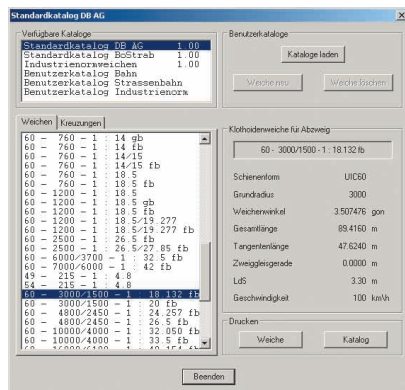 Standardkatalog DB AG
Verfügbare Kataloge
Standardkatalog DB AG 1.00
Standardkatalog BoStrab 1.00
Industrienormweichen 1.00
Benutzerkatalog Bahn
Benutzerkatalog Strassenbahn
Benutzerkatalog Industrienorm
Benutzerkataloge
Kataloge laden
Weiche neu
Weiche löschen
Weichen Kreuzungen
60 - 760 - 1 : 14 gb
60 - 760 - 1 : 14 fb
60 - 760 - 1 : 14/15
60 - 760 - 1 : 14/15 fb
60 - 760 - 1 : 18.5
60 - 760 - 1 : 18.5 fb
60 - 1200 - 1 : 18.5
60 - 1200 - 1 : 18.5 gb
60 - 1200 - 1 : 18.5 fb
60 - 1200 - 1 : 18.5/19.277
60 - 1200 - 1 : 18.5/19.277 fb
60 - 2500 - 1 : 26.5 fb
60 - 2500 - 1 : 26.5/27.85 fb
60 - 6000/3700 - 1 : 32.5 fb
60 - 7000/6000 - 1 : 42 fb
49 - 215 - 1 : 4.8
54 - 215 - 1 : 4.8
60 - 3000/1500 - 1 : 18.132 fb
60 - 3000/1500 - 1 : 20 fb
60 - 4800/2450 - 1 : 24.257 fb
60 - 4800/2450 - 1 : 26.5 fb
60 - 10000/4000 - 1 : 32.050 fb
60 - 10000/4000 - 1 : 33.5 fb
Klothoidenweiche für Abzweig
60 - 3000/1500 - 1 : 18.132 fb
Schienenform UIC60
Grundradius 3000
Weichenwinkel 3.507476 gon
Gesamtlänge 89.4160 m
Tangentenlänge 47.6240 m
Zweiggleisgerade 0.0000 m
LdS 3.30 m
Geschwindigkeit 100 km/h
Drucken
Weiche
Katalog
Beenden